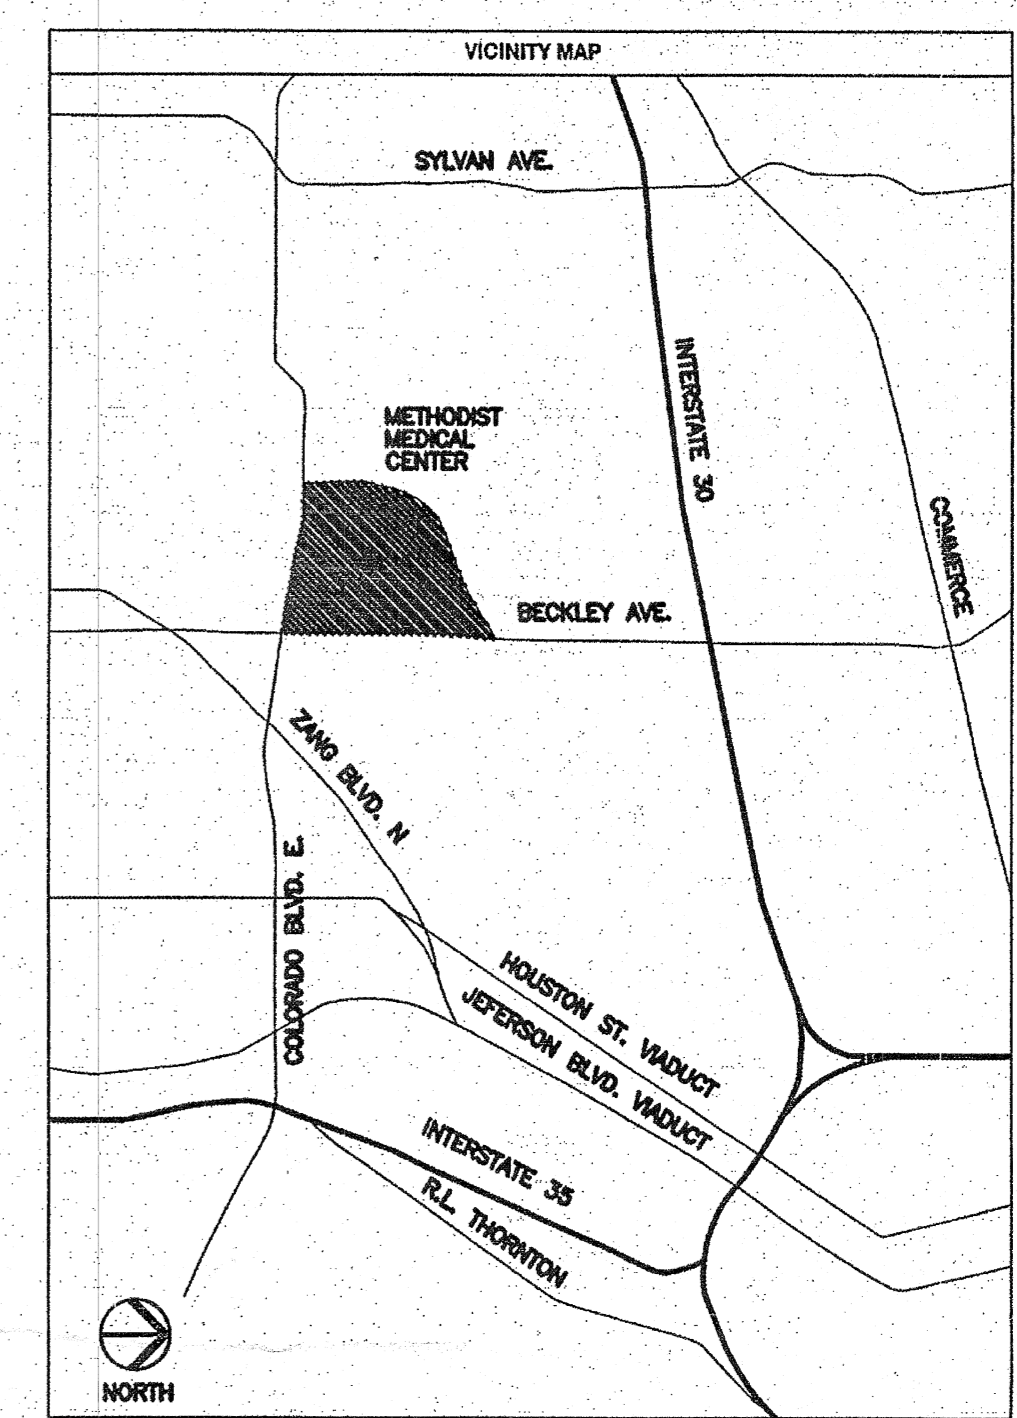 VICINITY MAP
SYLVAN AVE.
INTERSTATE 30
METHODIST
MEDICAL
CENTER
COMMERCE
BECKLEY AVE.
ZANG BLVD. N
COLORADO BLVD. E.
HOUSTON ST. VIADUCT
JEFERSON BLVD. VIADUCT
INTERSTATE 35
R.L. THORNTON
NORTH